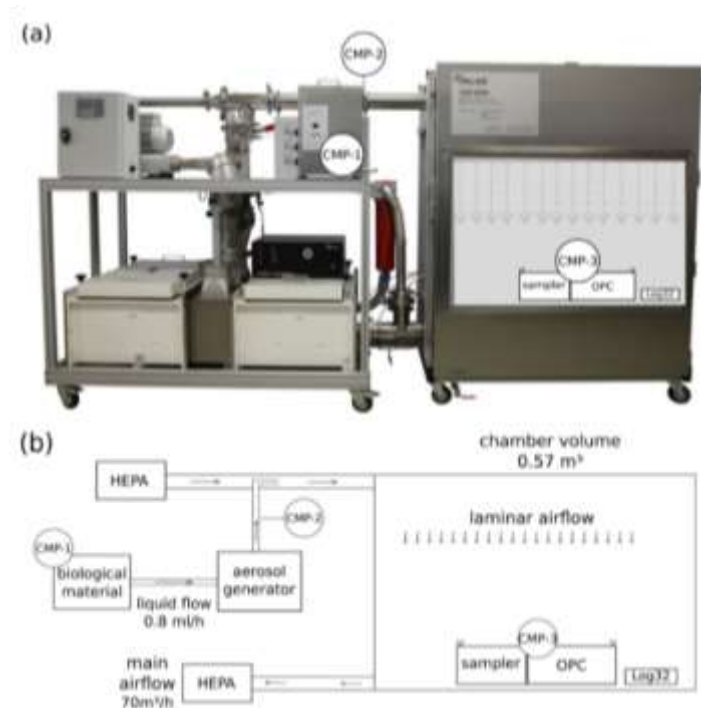 (a)
CMP-2
CMP-1
CMP-3
sampler
OPC
Log32
(b)
chamber volume
0.57 m³
HEPA
laminar airflow
CMP-2
CMP-1
biological
material
aerosol
generator
liquid flow
0.8 ml/h
CMP-3
main
airflow
70m³/h
HEPA
sampler
OPC
Log32